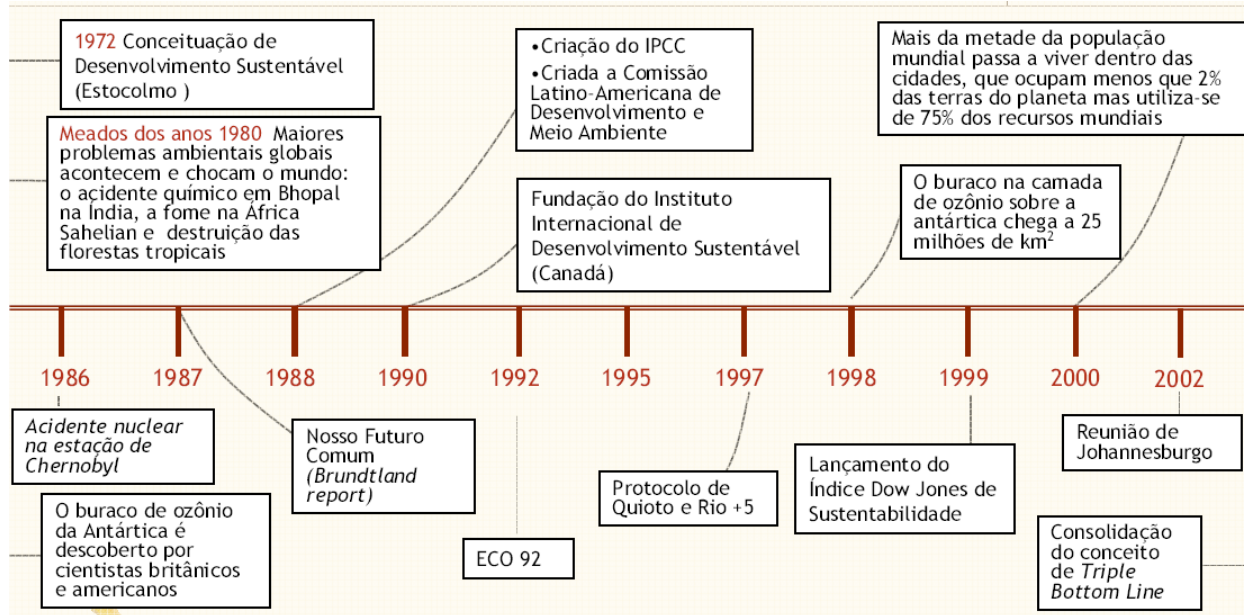 1972 Conceituação de
Desenvolvimento Sustentável
(Estocolmo )
Meados dos anos 1980 Maiores
problemas ambientais globais
acontecem e chocam o mundo:
o acidente químico em Bhopal
na Índia, a fome na África
Sahelian e destruição das
florestas tropicais
•Criação do IPCC
•Criada a Comissão
Latino-Americana de
Desenvolvimento e
Meio Ambiente
Fundação do Instituto
Internacional de
Desenvolvimento Sustentável
(Canadá)
Mais da metade da população
mundial passa a viver dentro das
cidades, que ocupam menos que 2%
das terras do planeta mas utiliza-se
de 75% dos recursos mundiais
O buraco na camada
de ozônio sobre a
antártica chega a 25
milhões de km²
1986 1987 1988 1990 1992 1995 1997 1998 1999 2000 2002
Acidente nuclear
na estação de
Chernobyl
O buraco de ozônio
da Antártica é
descoberto por
cientistas britânicos
e americanos
Nosso Futuro
Comum
(Brundtland
report)
ECO 92
Protocolo de
Quioto e Rio +5
Lançamento do
Índice Dow Jones de
Sustentabilidade
Reunião de
Johannesburgo
Consolidação
do conceito
de Triple
Bottom Line